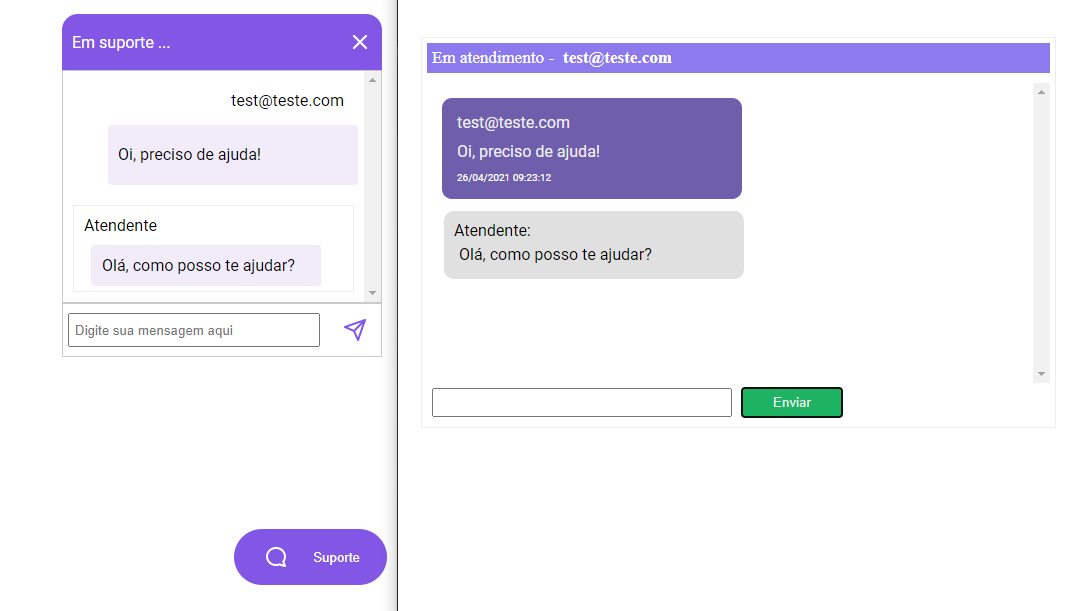 Em suporte ...
test@teste.com
Oi, preciso de ajuda!
Atendente
Olá, como posso te ajudar?
Digite sua mensagem aqui
Suporte
Em atendimento - test@teste.com
test@teste.com
Oi, preciso de ajuda!
26/04/2021 09:23:12
Atendente:
Olá, como posso te ajudar?
Enviar